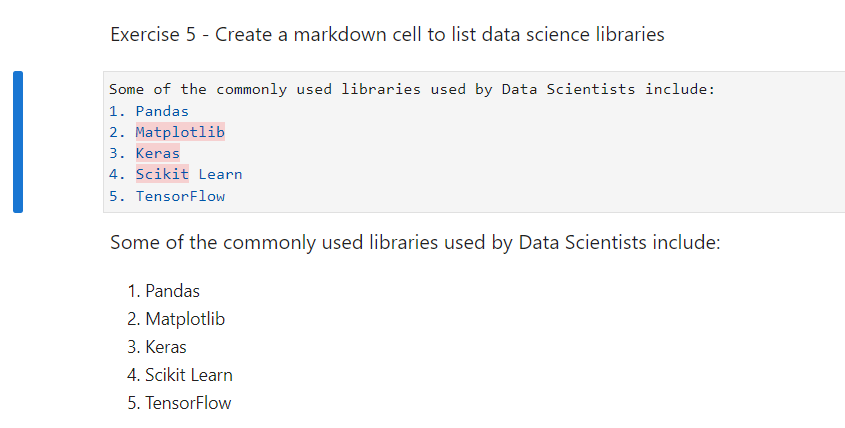 Exercise 5 - Create a markdown cell to list data science libraries
Some of the commonly used libraries used by Data Scientists include:
1. Pandas
2. Matplotlib
3. Keras
4. Scikit Learn
5. TensorFlow
Some of the commonly used libraries used by Data Scientists include:
1. Pandas
2. Matplotlib
3. Keras
4. Scikit Learn
5. TensorFlow